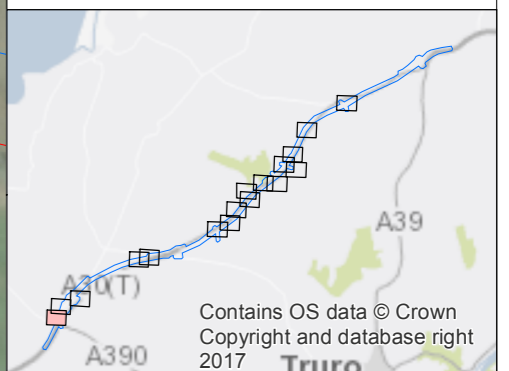 A39
A30(T)
Contains OS data © Crown
Copyright and database right
2017
A390
Truro